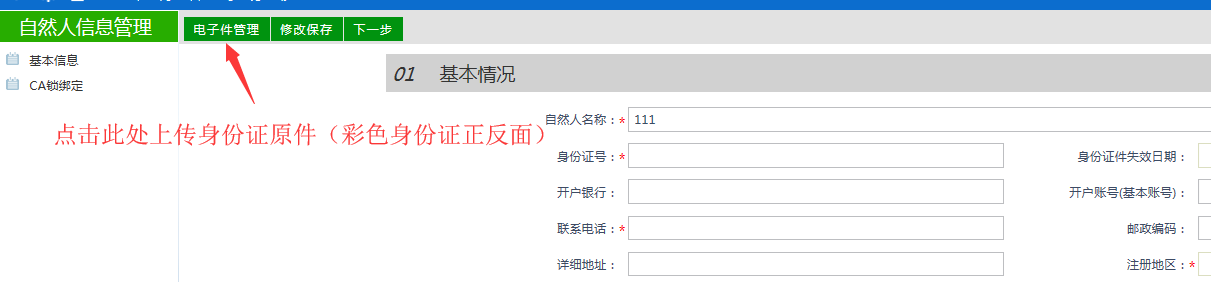 自然人信息管理
电子件管理 修改保存 下一步
基本信息
CA锁绑定
01 基本情况
点击此处上传身份证原件（彩色身份证正反面）
自然人名称：* 111
身份证号：* 身份证件失效日期：
开户银行： 开户账号(基本账号)：
联系电话：* 邮政编码：
详细地址： 注册地区：*